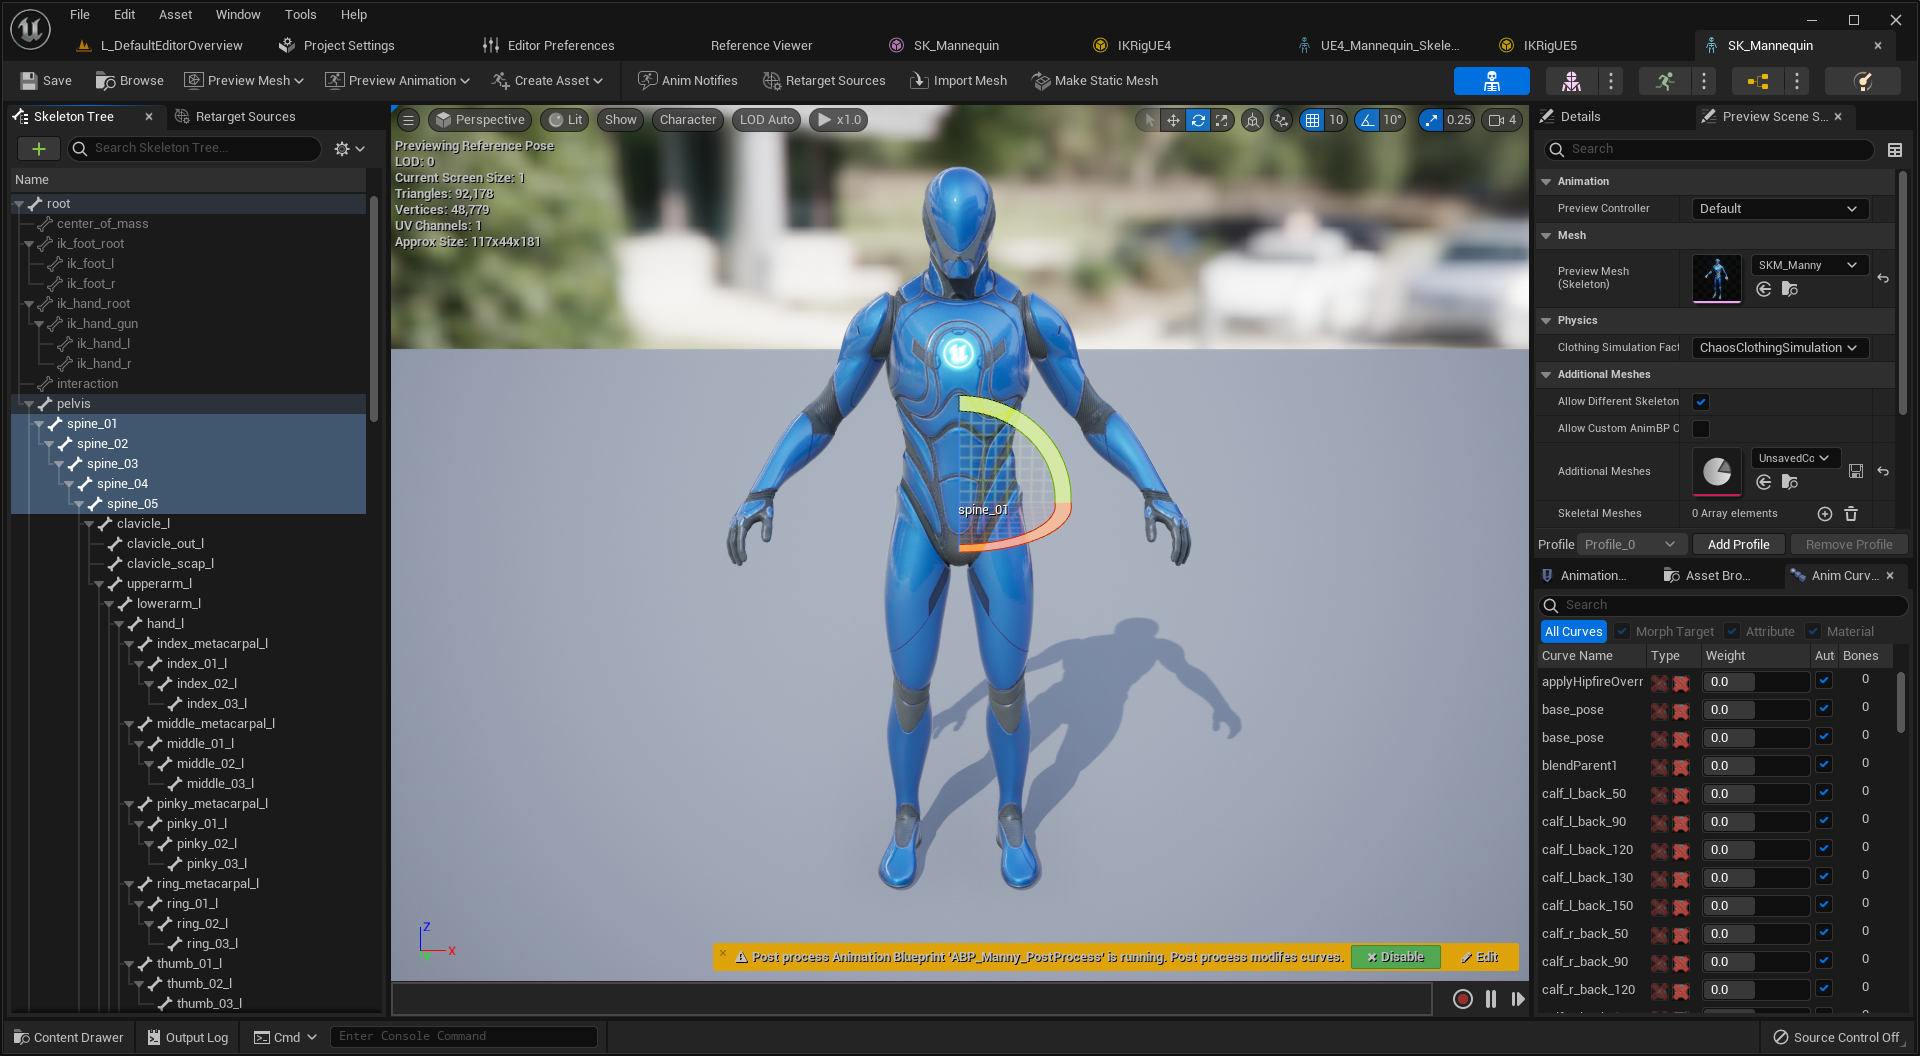 File Edit Asset Window Tools Help
L_DefaultEditorOverview Project Settings Editor Preferences Reference Viewer SK_Mannequin IKRigUE4 UE4_Mannequin_Skele... IKRigUE5 SK_Mannequin
Save Browse Preview Mesh Preview Animation Create Asset Anim Notifies Retarget Sources Import Mesh Make Static Mesh
Skeleton Tree Retarget Sources
Search Skeleton Tree...
Name
root
center_of_mass
ik_foot_root
ik_foot_l
ik_foot_r
ik_hand_root
ik_hand_gun
ik_hand_l
ik_hand_r
interaction
pelvis
spine_01
spine_02
spine_03
spine_04
spine_05
clavicle_l
clavicle_out_l
clavicle_scap_l
upperarm_l
lowerarm_l
hand_l
index_metacarpal_l
index_01_l
index_02_l
index_03_l
middle_metacarpal_l
middle_01_l
middle_02_l
middle_03_l
pinky_metacarpal_l
pinky_01_l
pinky_02_l
pinky_03_l
ring_metacarpal_l
ring_01_l
ring_02_l
ring_03_l
thumb_01_l
thumb_02_l
thumb_03_l
Perspective Lit Show Character LOD Auto x1.0 10 10° 0.25 4
Previewing Reference Pose
LOD: 0
Current Screen Size: 1
Triangles: 92,178
Vertices: 48,779
UV Channels: 1
Approx Size: 117x44x181
spine_01
Z
X
Post process Animation Blueprint 'ABP_Manny_PostProcess' is running. Post process modifes curves. Disable Edit
Details Preview Scene S...
Search
Animation
Preview Controller Default
Mesh
Preview Mesh (Skeleton) SKM_Manny
Physics
Clothing Simulation Fact ChaosClothingSimulation
Additional Meshes
Allow Different Skeleton
Allow Custom AnimBP C
Additional Meshes UnsavedCo
Skeletal Meshes 0 Array elements
Profile Profile_0 Add Profile Remove Profile
Animation... Asset Bro... Anim Curv...
Search
All Curves Morph Target Attribute Material
Curve Name Type Weight Aut Bones
applyHipfireOverr 0.0 0
base_pose 0.0 0
base_pose 0.0 0
blendParent1 0.0 0
calf_l_back_50 0.0 0
calf_l_back_90 0.0 0
calf_l_back_120 0.0 0
calf_l_back_130 0.0 0
calf_l_back_150 0.0 0
calf_r_back_50 0.0 0
calf_r_back_90 0.0 0
calf_r_back_120 0.0 0
Content Drawer Output Log Cmd Enter Console Command Source Control Off